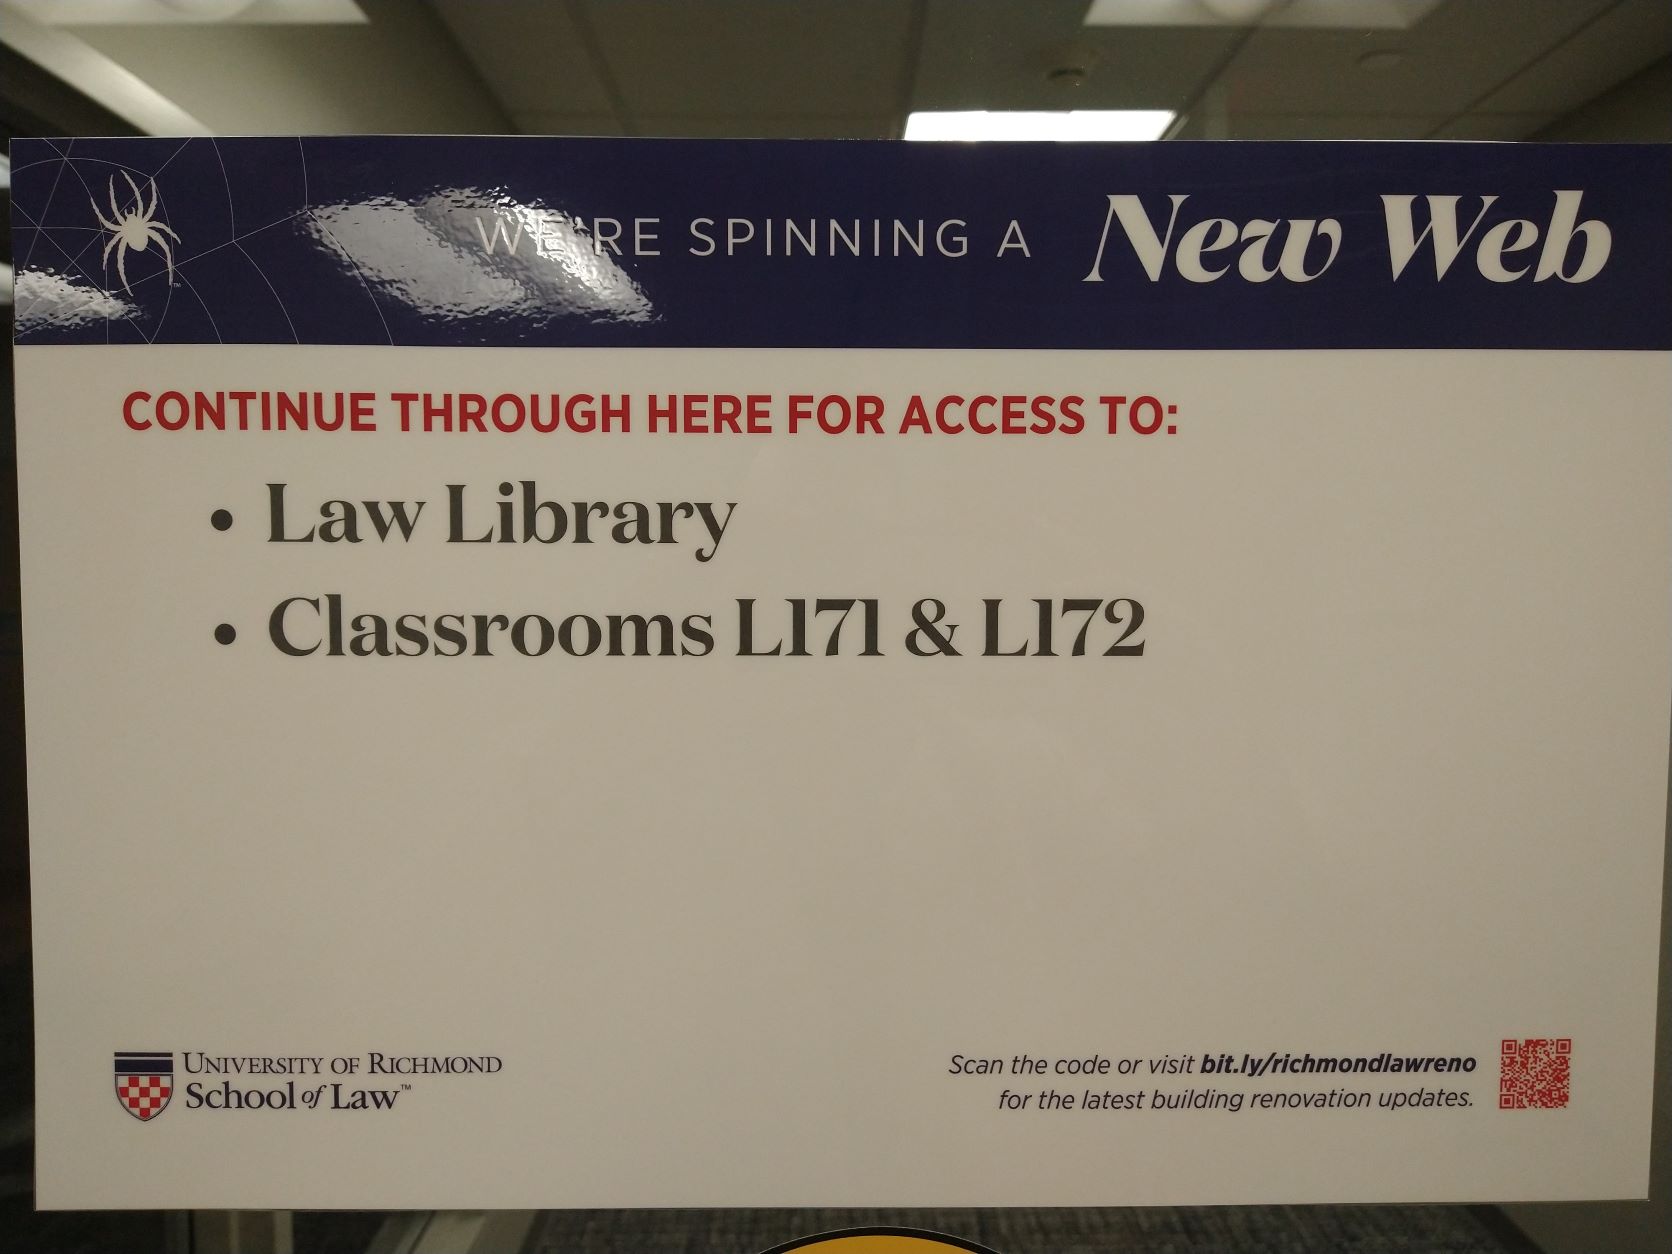 WE'RE SPINNING A New Web
CONTINUE THROUGH HERE FOR ACCESS TO:
• Law Library
• Classrooms L171 & L172
UNIVERSITY OF RICHMOND
School of Law™
Scan the code or visit bit.ly/richmondlawreno
for the latest building renovation updates.